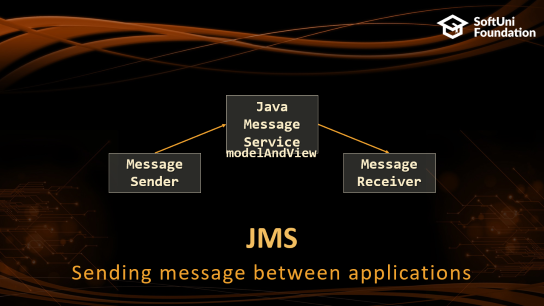 SoftUni
Foundation
Java
Message
Service
modelAndView
Message
Sender
Message
Receiver
JMS
Sending message between applications